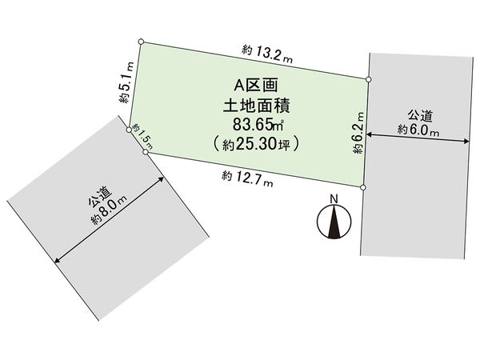 約13.2m
約5.1m
A区画
土地面積
83.65㎡
(約25.30坪)
約6.2m
公道
約6.0m
約1.5m
約12.7m
公道
約8.0m
N